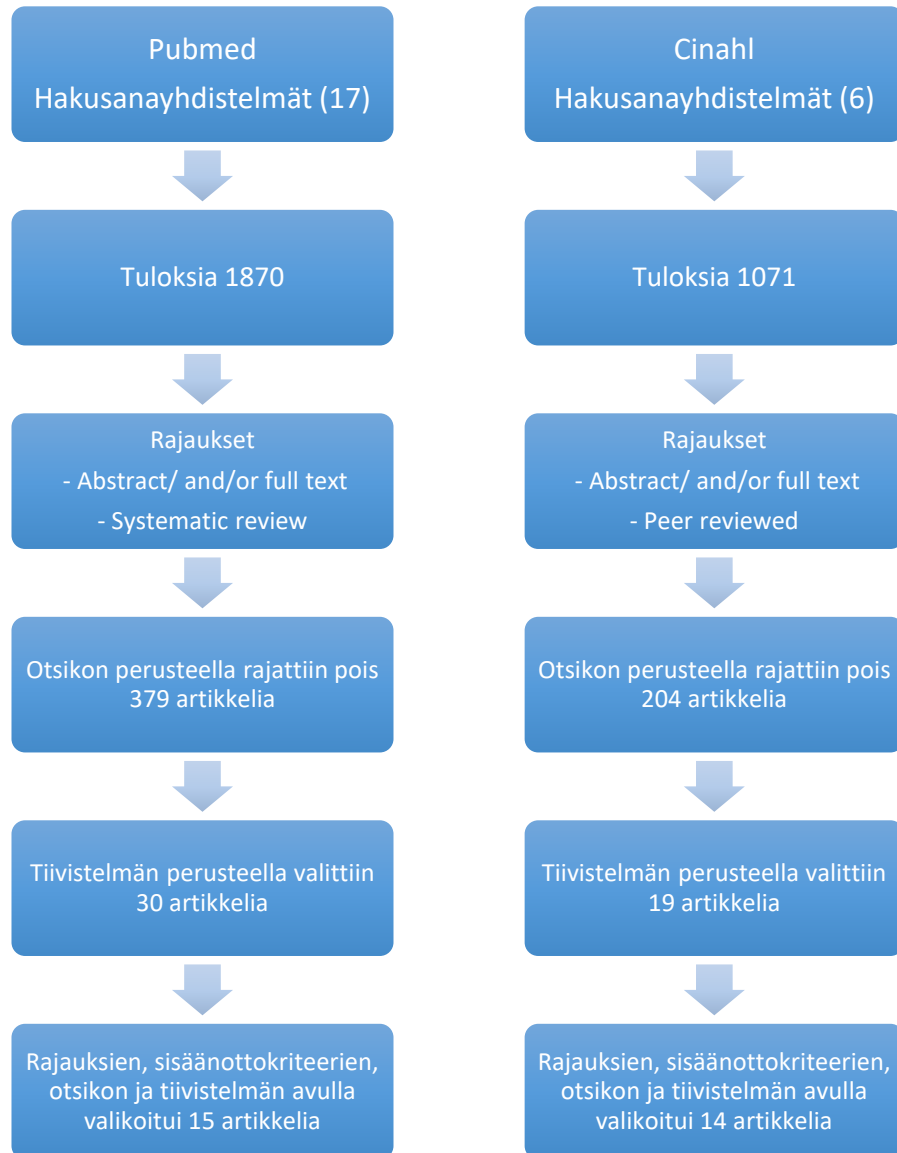 Pubmed
Hakusanayhdistelmät (17)
Tuloksia 1870
Rajaukset
- Abstract/ and/or full text
- Systematic review
Otsikon perusteella rajattiin pois
379 artikkelia
Tiivistelmän perusteella valittiin
30 artikkelia
Rajauksien, sisäänottokriteerien,
otsikon ja tiivistelmän avulla
valikoitui 15 artikkelia
Cinahl
Hakusanayhdistelmät (6)
Tuloksia 1071
Rajaukset
- Abstract/ and/or full text
- Peer reviewed
Otsikon perusteella rajattiin pois
204 artikkelia
Tiivistelmän perusteella valittiin
19 artikkelia
Rajauksien, sisäänottokriteerien,
otsikon ja tiivistelmän avulla
valikoitui 14 artikkelia